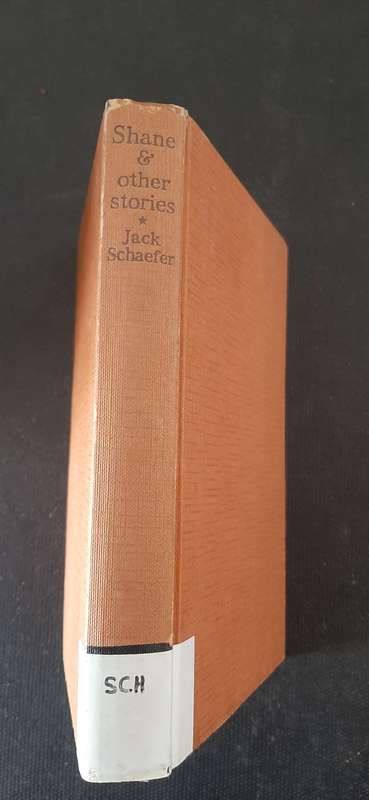 Shane
&
other
stories
★
Jack
Schaefer
SCH